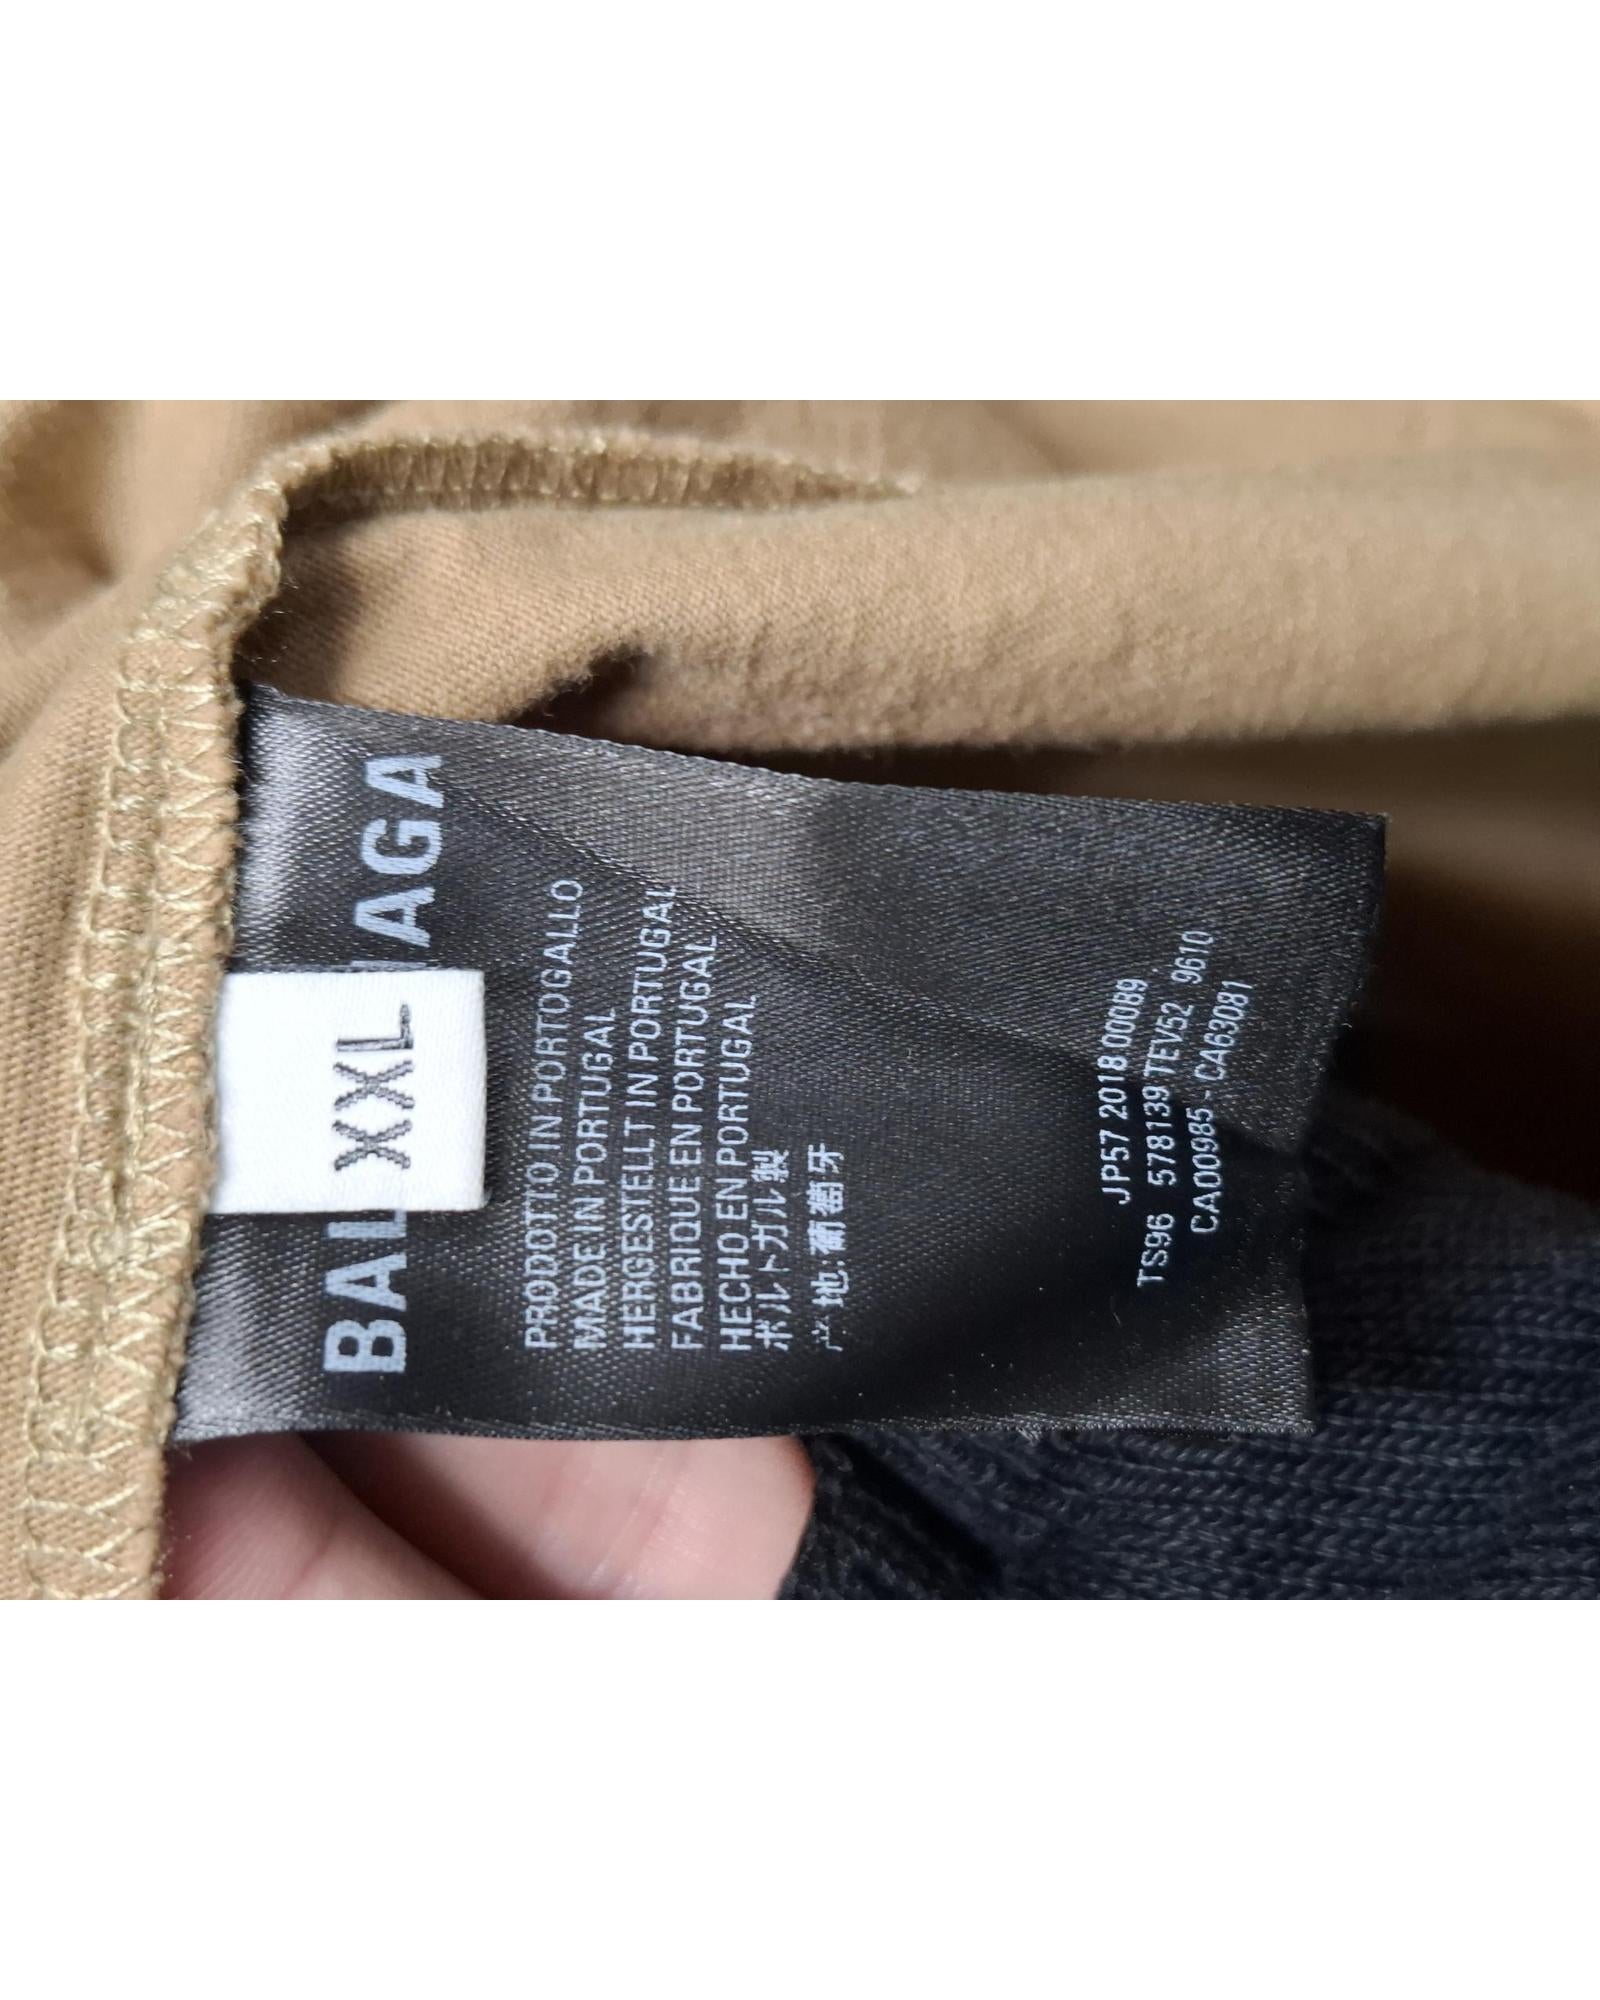 BAL AGA
XXL
PRODOTTO IN PORTOGALLO
MADE IN PORTUGAL
HERGESTELLT IN PORTUGAL
FABRIQUE EN PORTUGAL
HECHO EN PORTUGAL
ポルトガル製
产地.葡萄牙
JP57 2018 00089
TS96 578139 TEV52 9610
CA00985 - CA63081